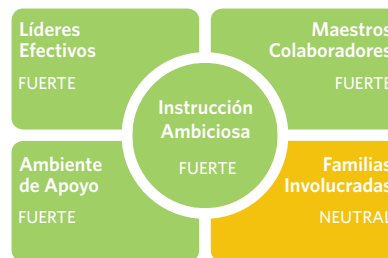 Líderes
Efectivos
FUERTE
Maestros
Colaboradores
FUERTE
Instrucción
Ambiciosa
FUERTE
Ambiente
de Apoyo
FUERTE
Familias
Involucradas
NEUTRAL